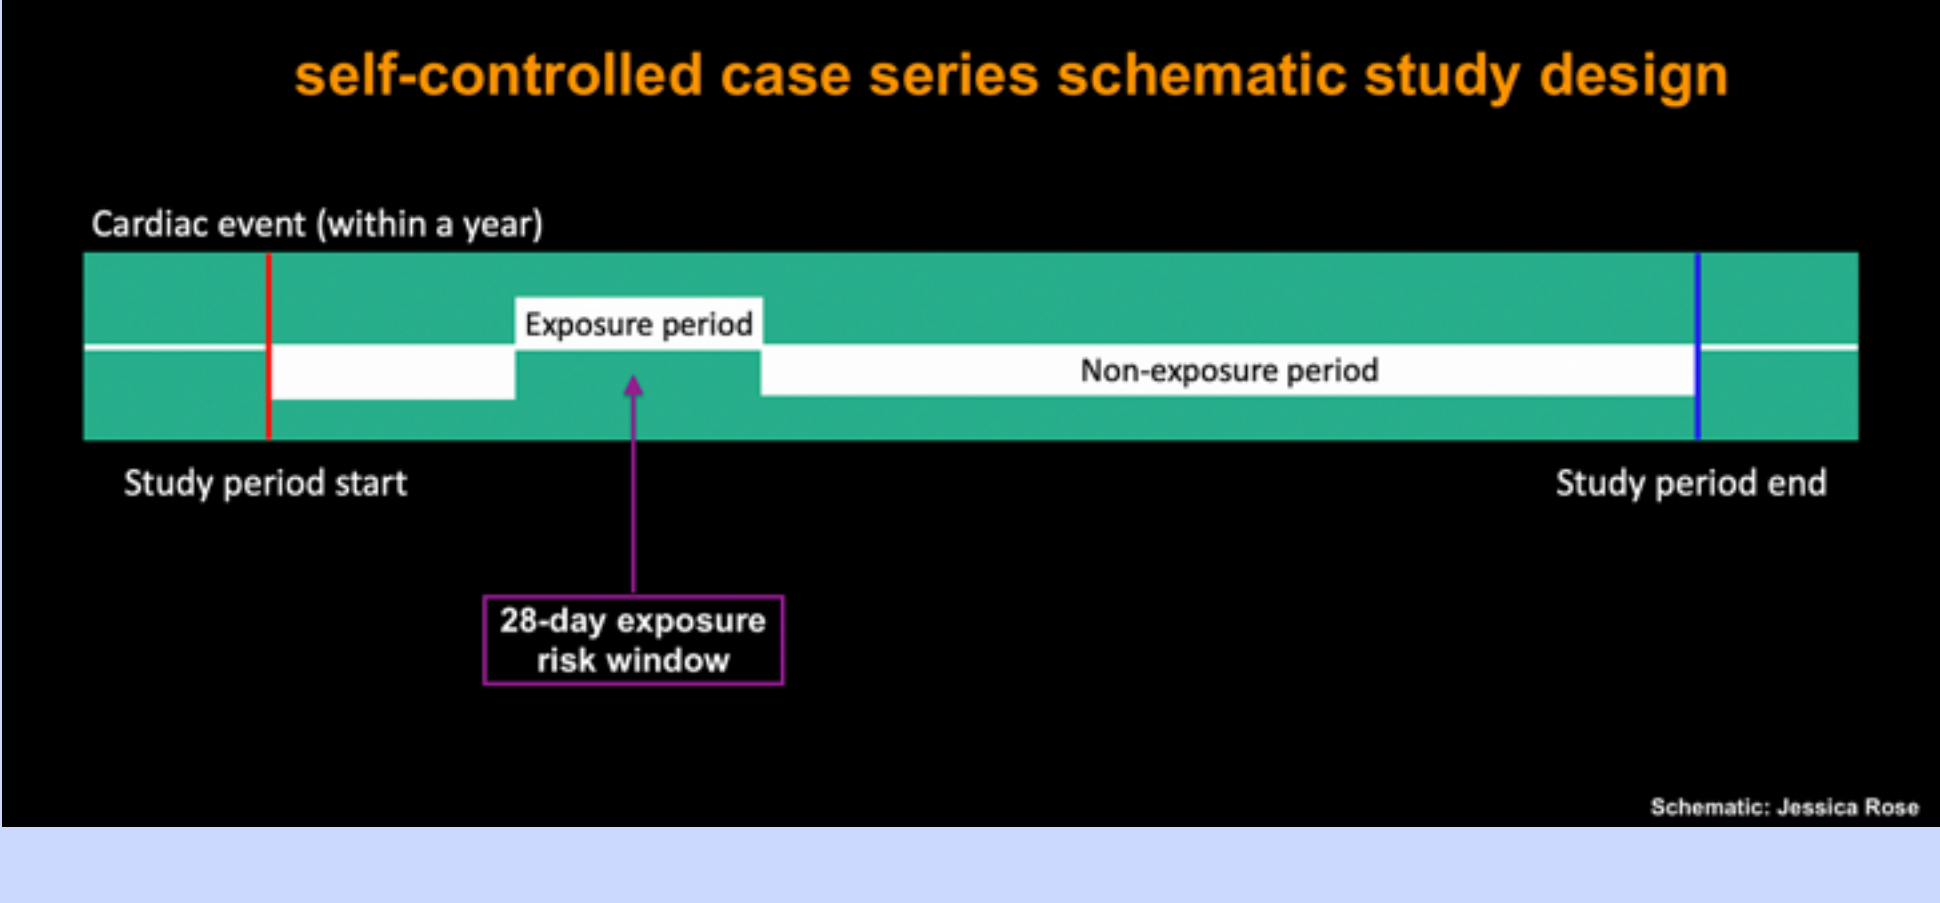 self-controlled case series schematic study design
Cardiac event (within a year)
Exposure period
Non-exposure period
Study period start
Study period end
28-day exposure
risk window
Schematic: Jessica Rose